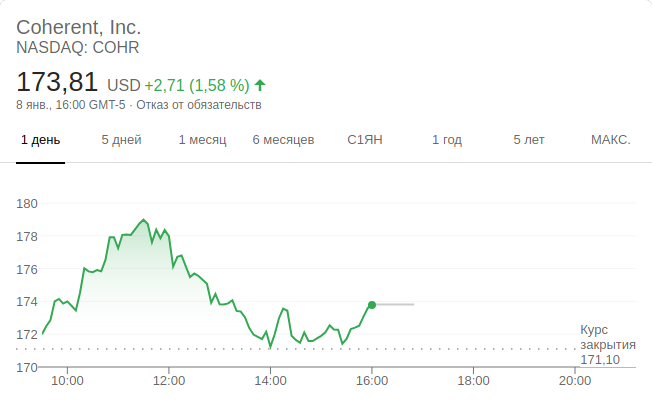 Coherent, Inc.
NASDAQ: COHR
173,81 USD +2,71 (1,58 %)
8 янв., 16:00 GMT-5 · Отказ от обязательств
1 день 5 дней 1 месяц 6 месяцев С1ЯН 1 год 5 лет МАКС.
180
178
176
174
172
170
Курс
закрытия
171,10
10:00 12:00 14:00 16:00 18:00 20:00